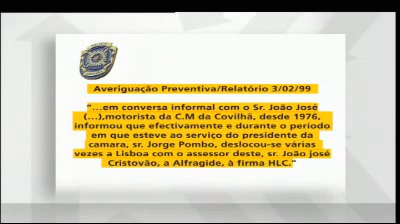 Averiguação Preventiva/Relatório 3/02/99
“...em conversa informal com o Sr. João José
(...),motorista da C.M da Covilhã, desde 1976,
informou que efectivamente e durante o período
em que esteve ao serviço do presidente da
camara, sr. Jorge Pombo, deslocou-se várias
vezes a Lisboa com o assessor deste, sr. João josé
Cristovão, a Alfragide, à firma HLC.”